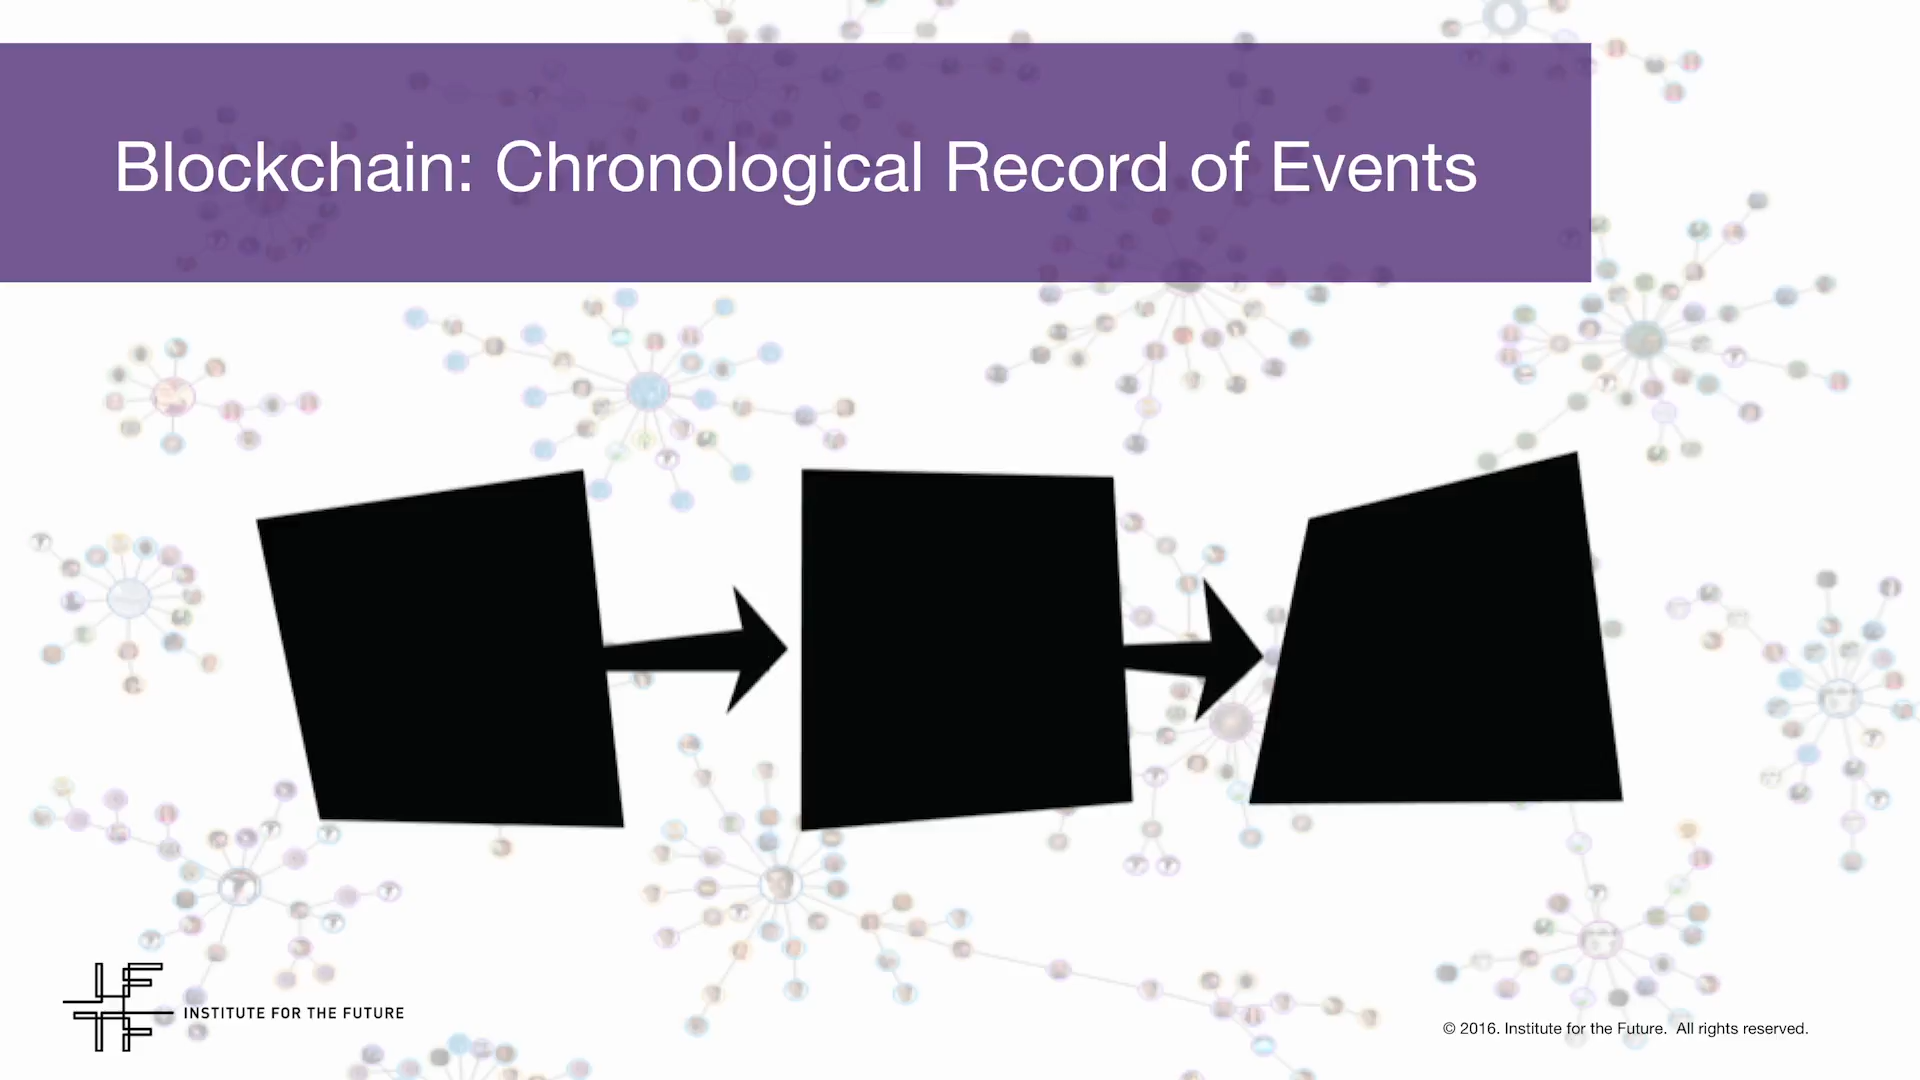 Blockchain: Chronological Record of Events
INSTITUTE FOR THE FUTURE
© 2016. Institute for the Future. All rights reserved.